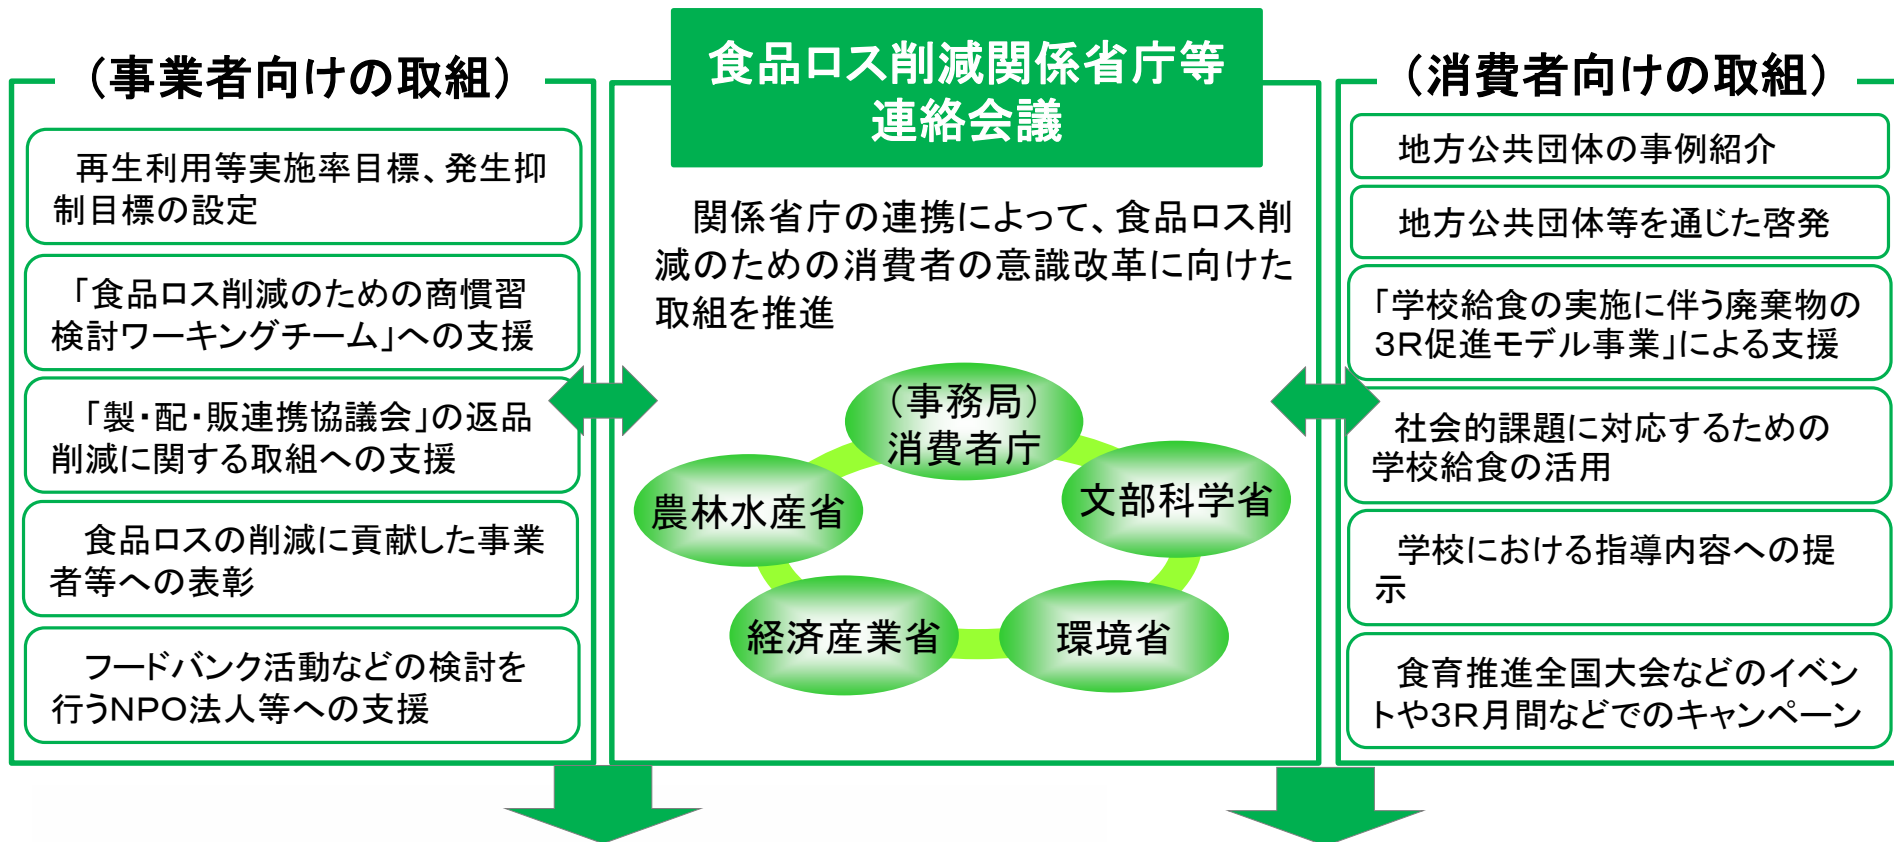 （事業者向けの取組）
再生利用等実施率目標、発生抑
制目標の設定
「食品ロス削減のための商慣習
検討ワーキングチーム」への支援
「製・配・販連携協議会」の返品
削減に関する取組への支援
食品ロスの削減に貢献した事業
者等への表彰
フードバンク活動などの検討を
行うNPO法人等への支援
食品ロス削減関係省庁等
連絡会議
関係省庁の連携によって、食品ロス削
減のための消費者の意識改革に向けた
取組を推進
（事務局）
消費者庁
農林水産省
文部科学省
経済産業省
環境省
（消費者向けの取組）
地方公共団体の事例紹介
地方公共団体等を通じた啓発
「学校給食の実施に伴う廃棄物の
3R促進モデル事業」による支援
社会的課題に対応するための
学校給食の活用
学校における指導内容への提
示
食育推進全国大会などのイベン
トや3R月間などでのキャンペーン